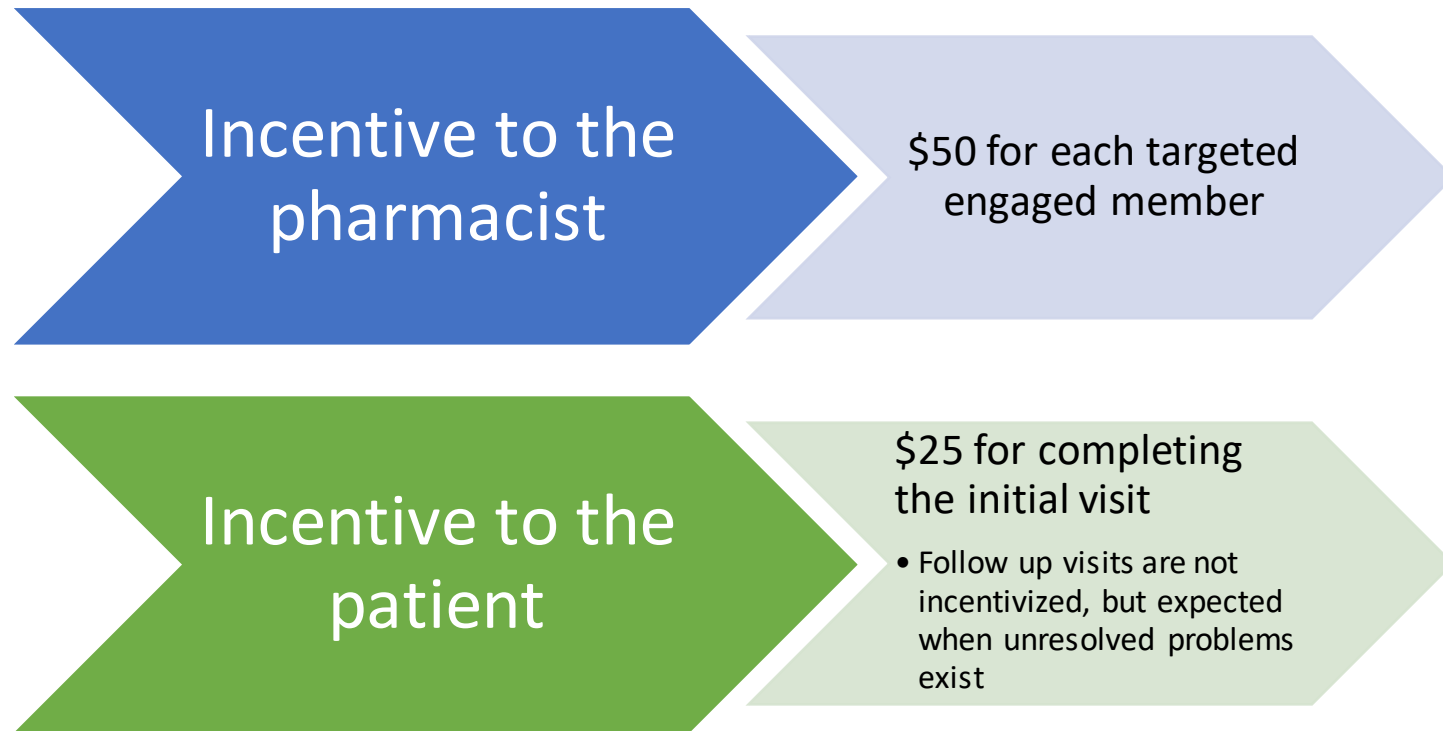 Incentive to the
pharmacist
$50 for each targeted
engaged member
Incentive to the
patient
$25 for completing
the initial visit
• Follow up visits are not
incentivized, but expected
when unresolved problems
exist